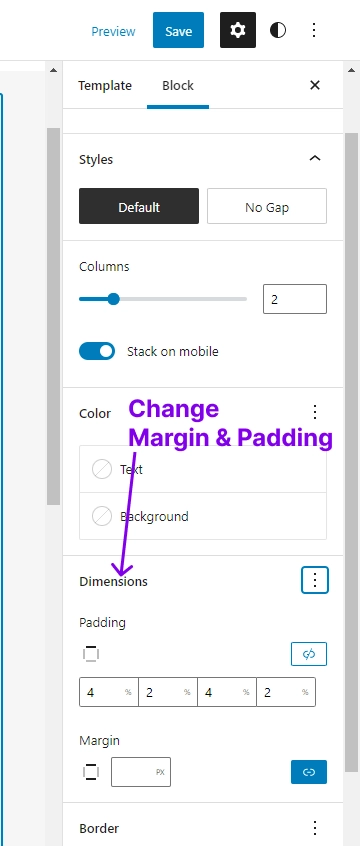 Preview Save
Template Block
Styles
Default No Gap
Columns
2
Stack on mobile
Color
Change
Margin & Padding
Text
Background
Dimensions
Padding
4 % 2 % 4 % 2 %
Margin
PX
Border